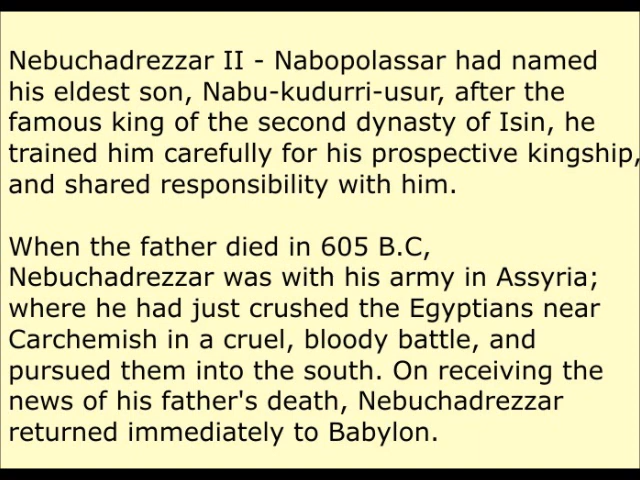 Nebuchadrezzar II - Nabopolassar had named
his eldest son, Nabu-kudurri-usur, after the
famous king of the second dynasty of Isin, he
trained him carefully for his prospective kingship,
and shared responsibility with him.
When the father died in 605 B.C,
Nebuchadrezzar was with his army in Assyria;
where he had just crushed the Egyptians near
Carchemish in a cruel, bloody battle, and
pursued them into the south. On receiving the
news of his father's death, Nebuchadrezzar
returned immediately to Babylon.